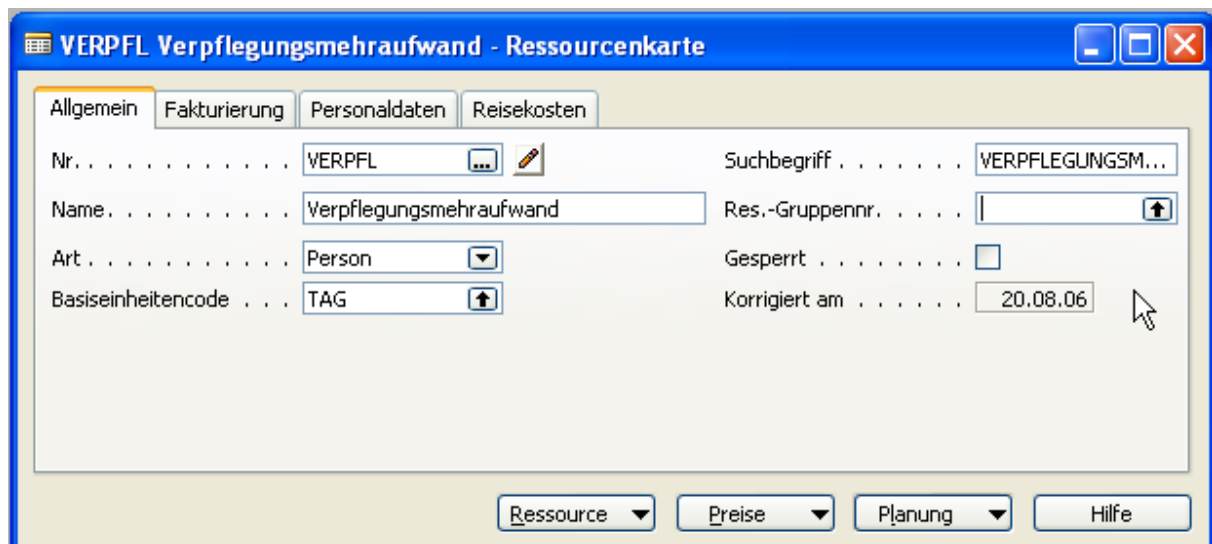 VERPFL Verpflegungsmehraufwand - Ressourcenkarte
Allgemein Fakturierung Personaldaten Reisekosten
Nr. . . . . . . . . . . . VERPFL ... Suchbegriff . . . . . . . VERPFLEGUNGSM...
Name. . . . . . . . . . Verpflegungsmehraufwand Res.-Gruppennr. . . . . .
Art . . . . . . . . . . . Person Gesperrt . . . . . . . .
Basiseinheitencode . . . TAG Korrigiert am . . . . . . 20.08.06
Ressource Preise Planung Hilfe